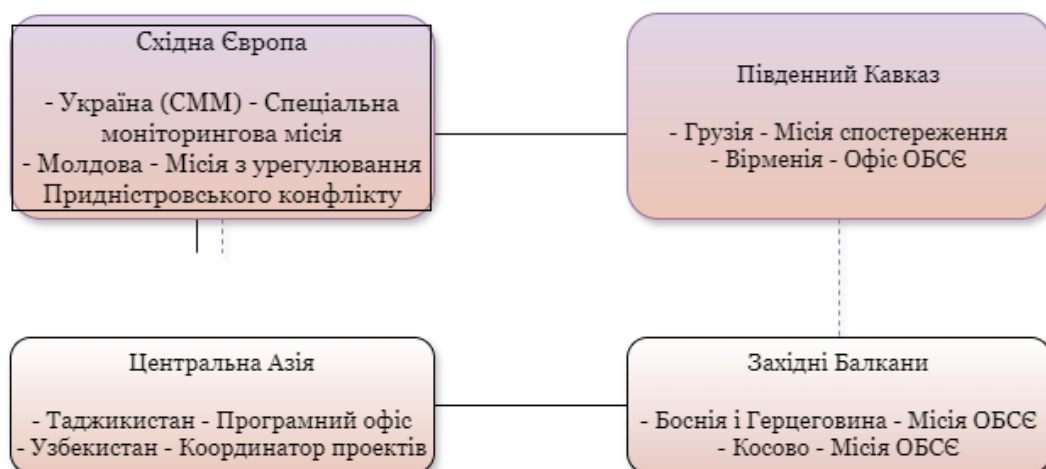 Східна Європа
- Україна (СММ) - Спеціальна
моніторингова місія
- Молдова - Місія з урегулювання
Придністровського конфлікту
Південний Кавказ
- Грузія - Місія спостереження
- Вірменія - Офіс ОБСЄ
Центральна Азія
- Таджикистан - Програмний офіс
- Узбекистан - Координатор проектів
Західні Балкани
- Боснія і Герцеговина - Місія ОБСЄ
- Косово - Місія ОБСЄ